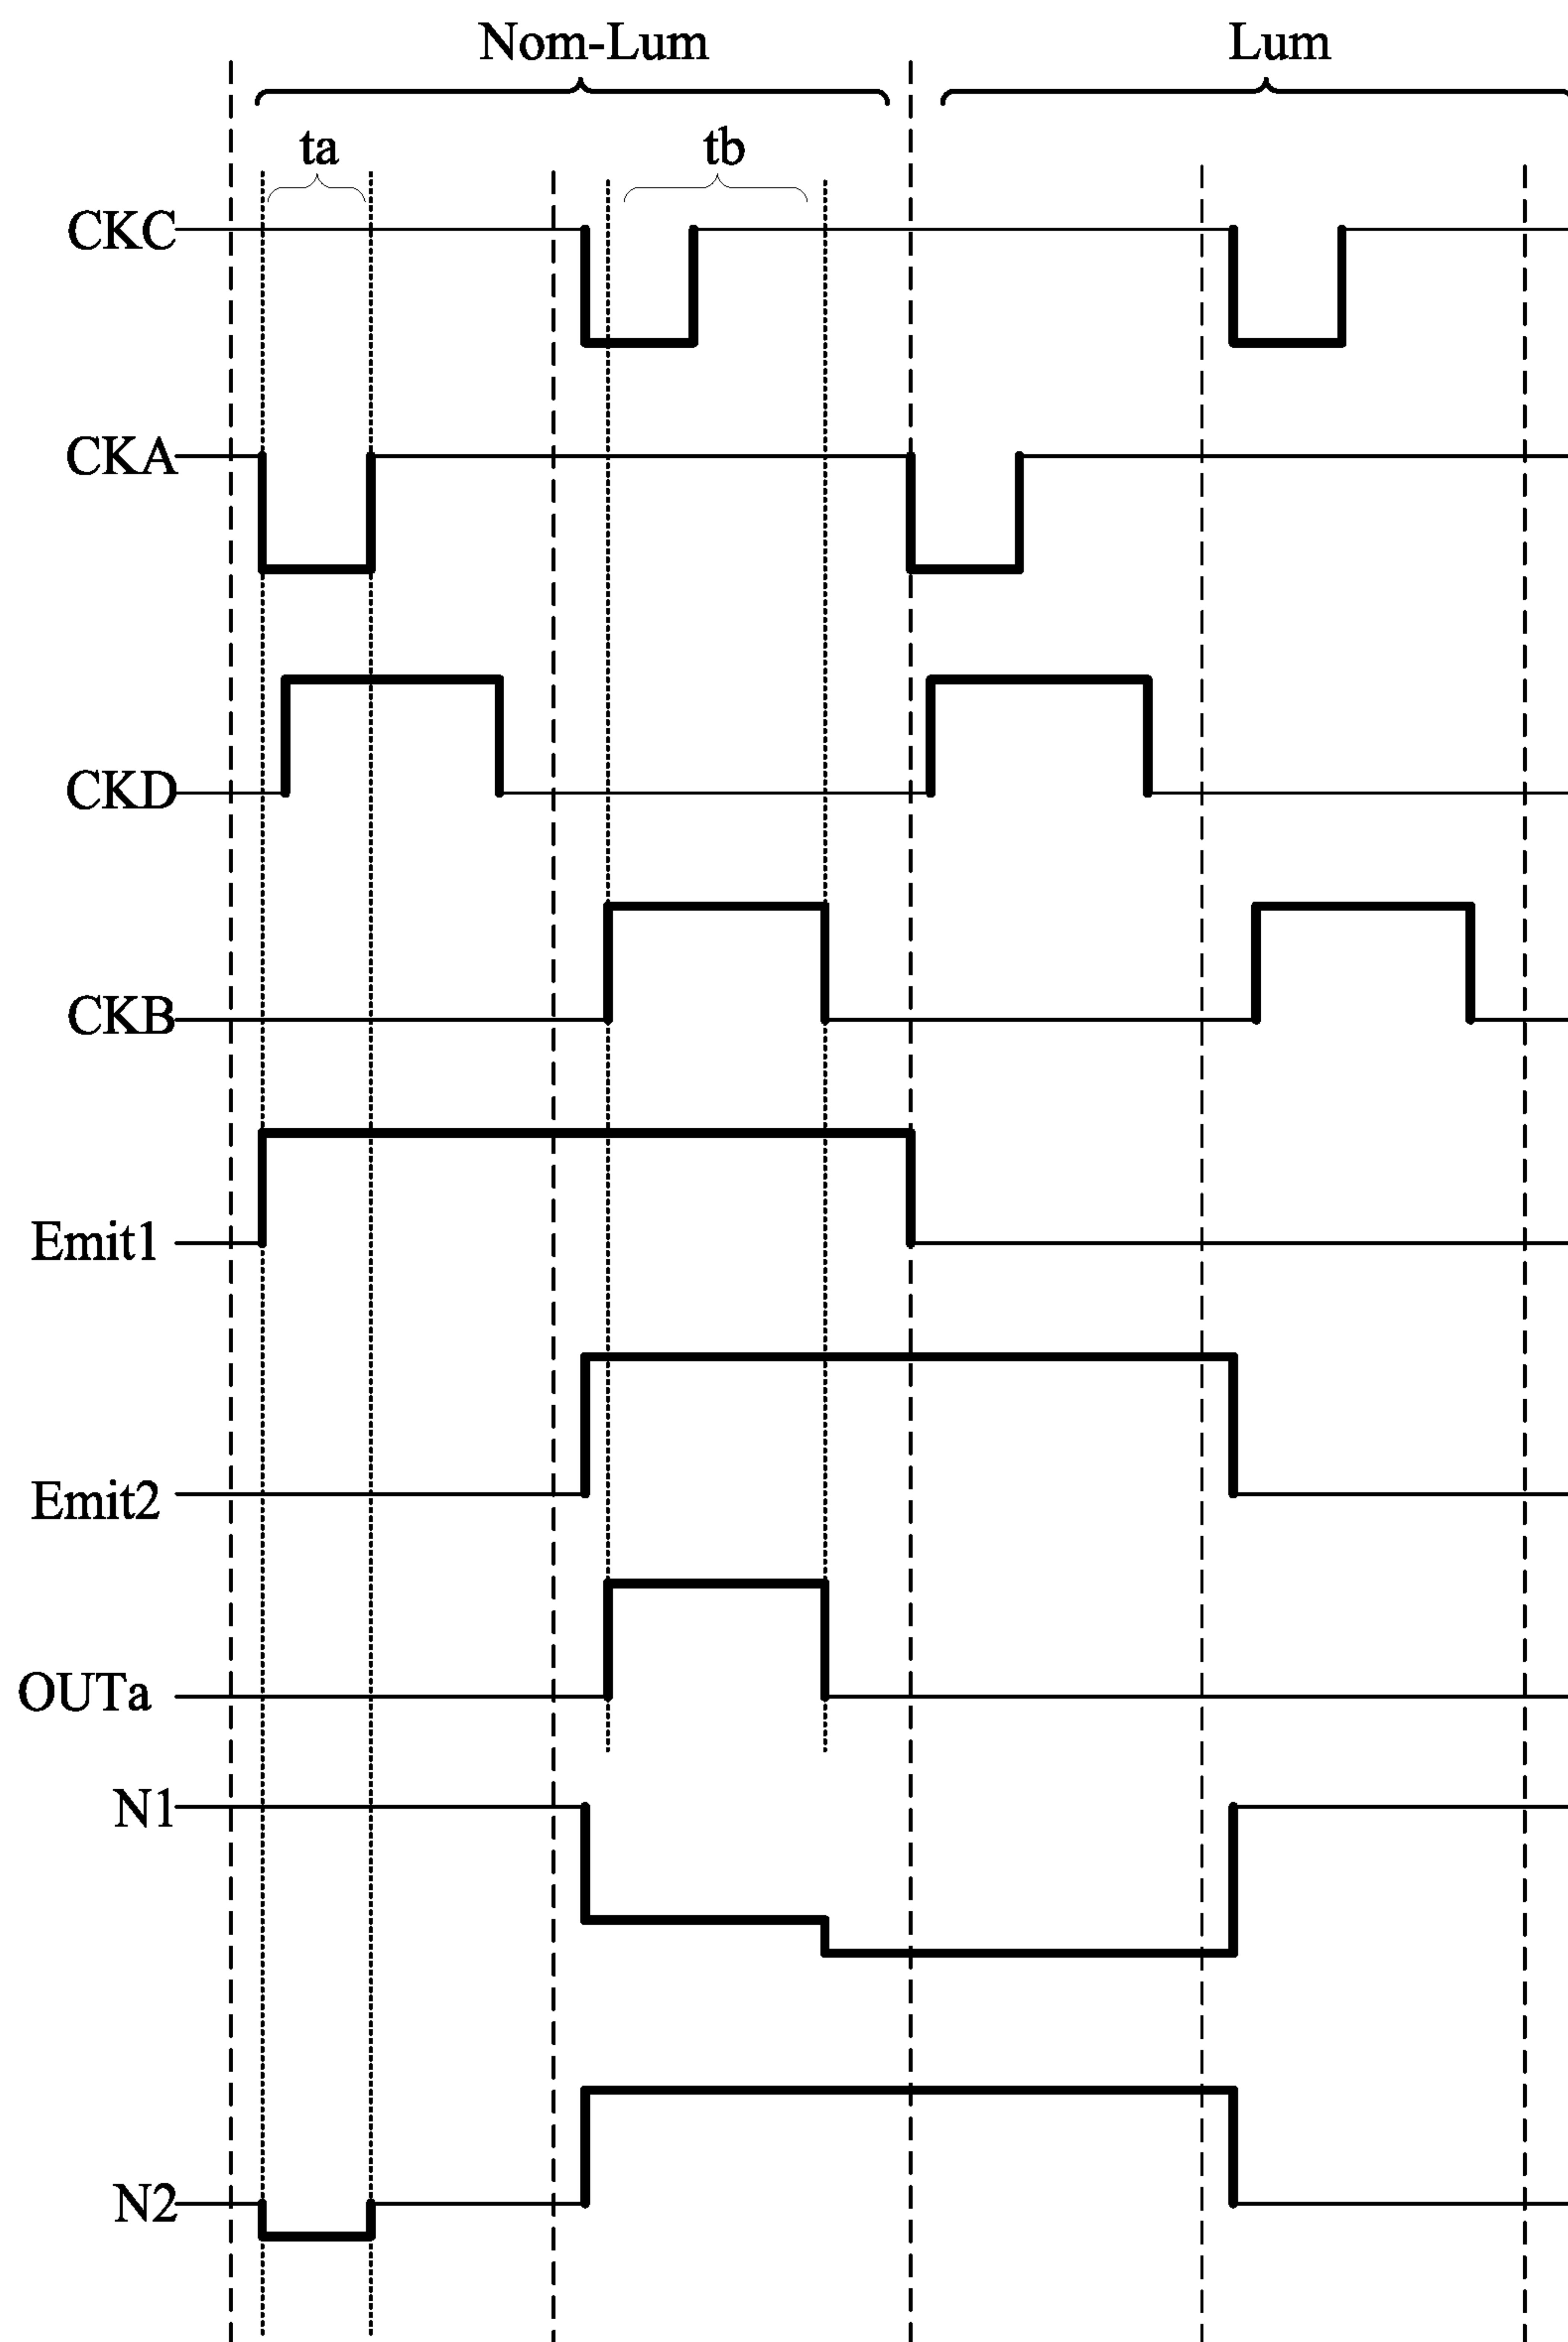 Nom-Lum
Lum
ta
tb
CKC
CKA
CKD
CKB
Emit1
Emit2
OUTa
N1
N2